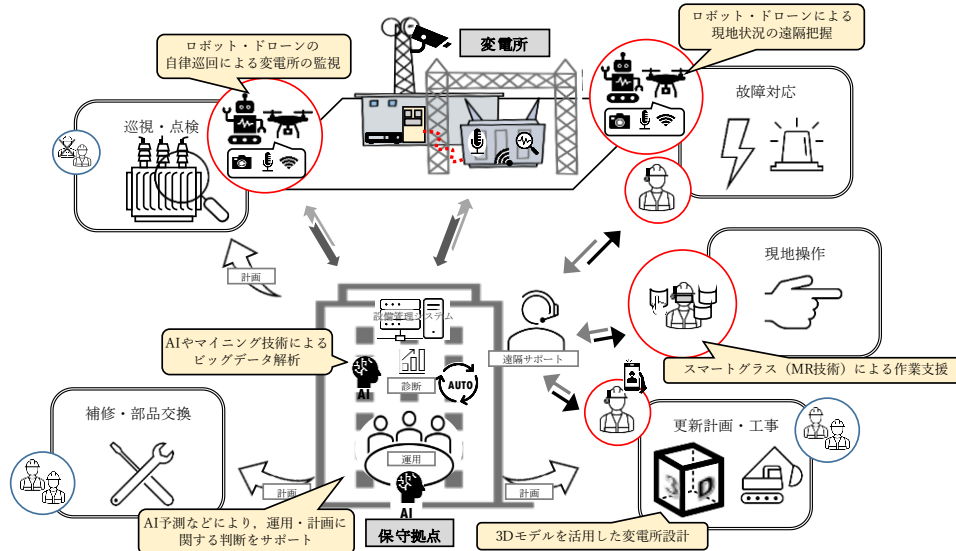 ロボット・ドローンの
自律巡回による変電所の監視
変電所
ロボット・ドローンによる
現地状況の遠隔把握
巡視・点検
故障対応
計画
現地操作
設備管理システム
AIやマイニング技術による
ビッグデータ解析
AI
診断
AUTO
遠隔サポート
スマートグラス（MR技術）による作業支援
補修・部品交換
運用
更新計画・工事
計画
計画
3D
AI
AI予測などにより，運用・計画に
関する判断をサポート
保守拠点
3Dモデルを活用した変電所設計